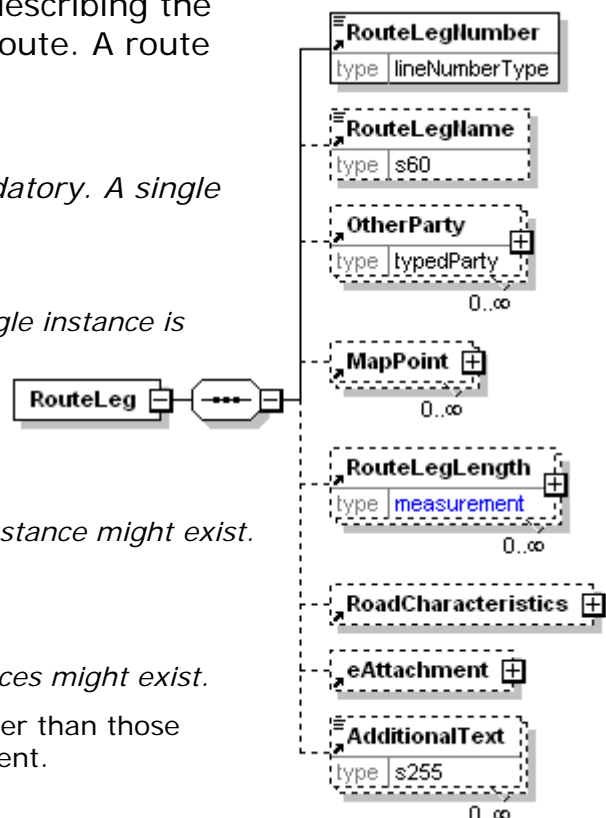 describing the
oute. A route
datory. A single
gle instance is
stance might exist.
ces might exist.
er than those
ent.
RouteLeg
RouteLegNumber
type lineNumberType
RouteLegName
type s60
OtherParty
type typedParty
0..∞
MapPoint
0..∞
RouteLegLength
type measurement
0..∞
RoadCharacteristics
eAttachment
AdditionalText
type s255
0..∞